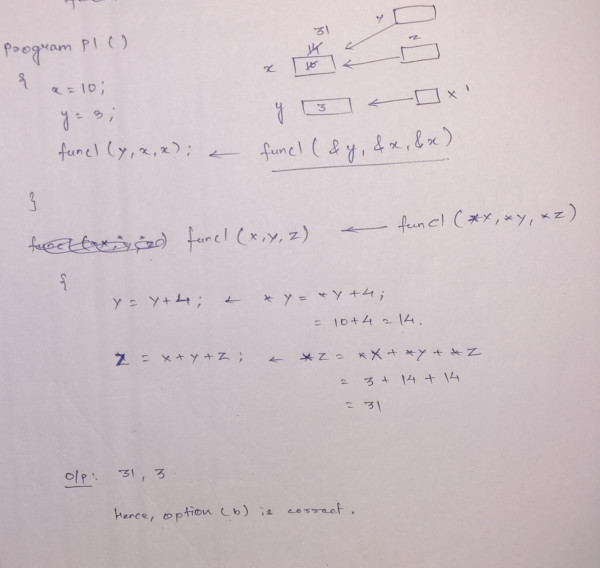 Program P1 ( )
{
x = 10;
y = 3;
func1 (y, x, x); ← func1 ( &y, &x, &x)
}
func1 (x, y, z) ← func1 (*x, *y, *z)
{
y = y+4; ← *y = *y+4;
= 10+4 = 14.
z = x+y+z; ← *z = *x + *y + *z
= 3 + 14 + 14
= 31
O/p: 31, 3
Hence, option (b) is correct.
31
14
x 10
y 3
y
z
x'